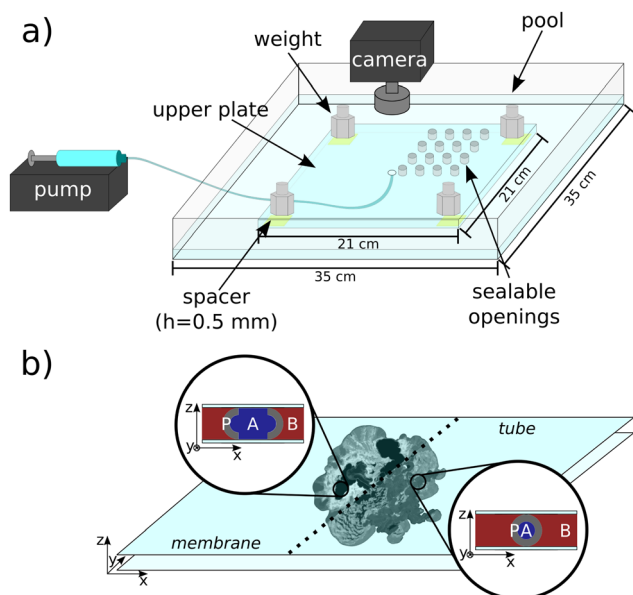 a)
weight
camera
pool
upper plate
pump
21 cm
35 cm
21 cm
35 cm
spacer
(h=0.5 mm)
sealable
openings
b)
z
P A B
y
x
tube
z
PA B
y
x
membrane
z
y
x